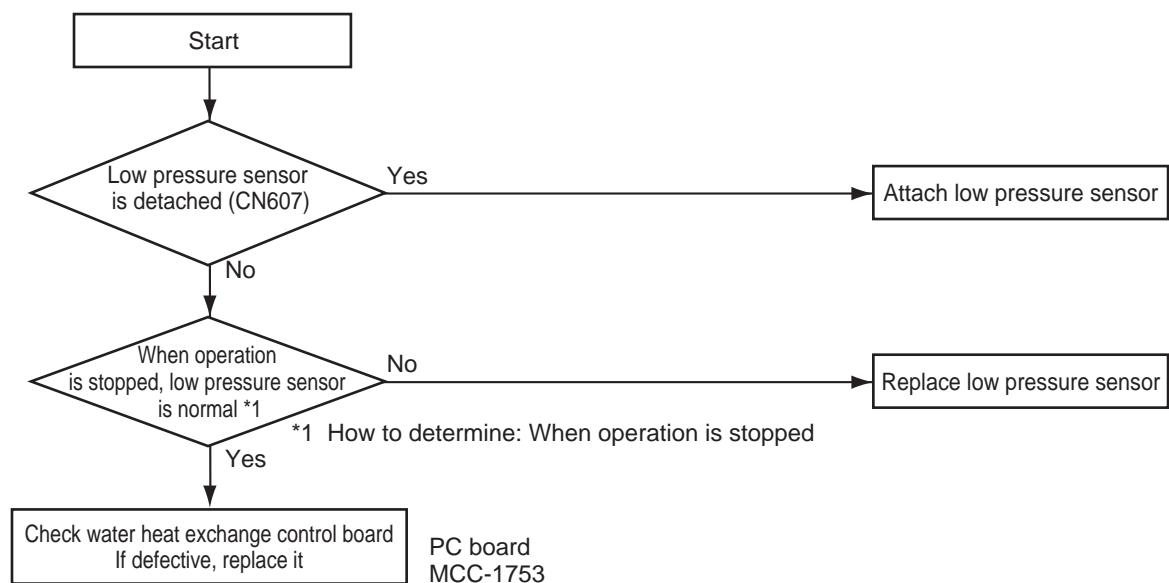 Start
Low pressure sensor
is detached (CN607)
Yes
Attach low pressure sensor
No
When operation
is stopped, low pressure sensor
is normal *1
No
Replace low pressure sensor
*1 How to determine: When operation is stopped
Yes
Check water heat exchange control board
If defective, replace it
PC board
MCC-1753